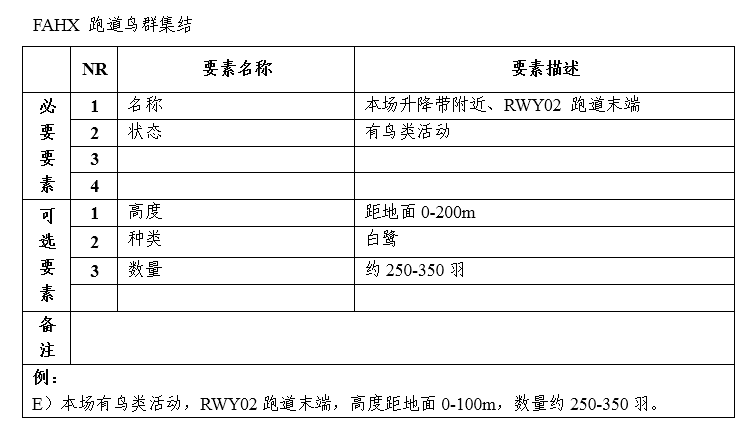 FAHX 跑道鸟群集结
NR 要素名称 要素描述
必要要素
1 名称 本场升降带附近、RWY02 跑道末端
2 状态 有鸟类活动
3
4
可选要素
1 高度 距地面 0-200m
2 种类 白鹭
3 数量 约 250-350 羽
备注
例：
E）本场有鸟类活动，RWY02 跑道末端，高度距地面 0-100m，数量约 250-350 羽。